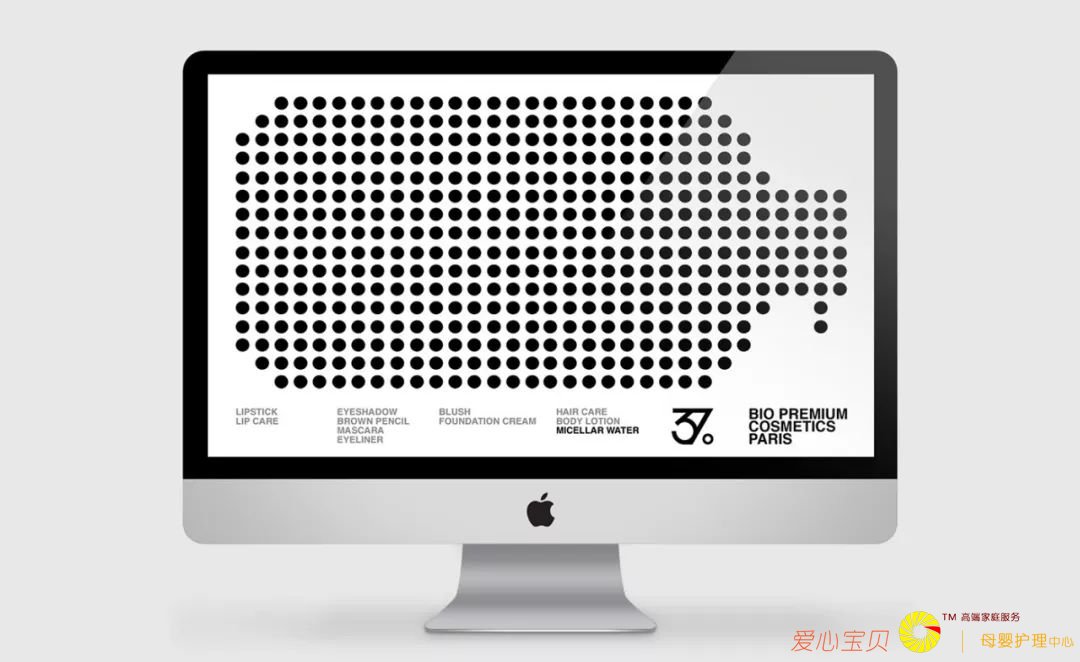 LIPSTICK
LIP CARE
EYESHADOW
BROWN PENCIL
MASCARA
EYELINER
BLUSH
FOUNDATION CREAM
HAIR CARE
BODY LOTION
MICELLAR WATER
37°
BIO PREMIUM
COSMETICS
PARIS
爱心宝贝
TM 高端家庭服务
母婴护理中心